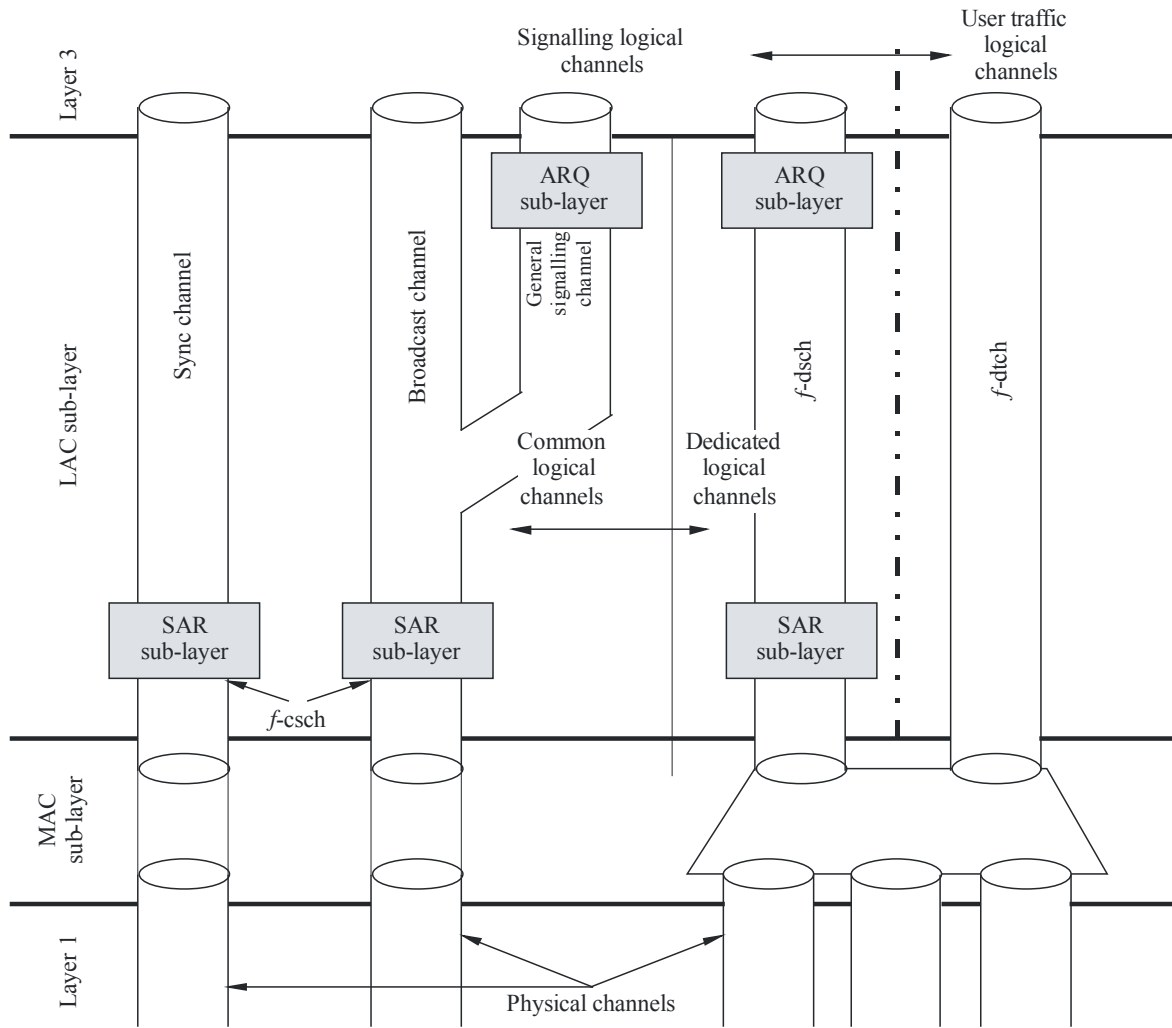 Layer 3
Signalling logical
channels
User traffic
logical
channels
LAC sub-layer
Sync channel
Broadcast channel
ARQ
sub-layer
General
signalling
channel
ARQ
sub-layer
f-dsch
f-dtch
Common
logical
channels
Dedicated
logical
channels
SAR
sub-layer
SAR
sub-layer
SAR
sub-layer
f-csch
MAC
sub-layer
Layer 1
Physical channels